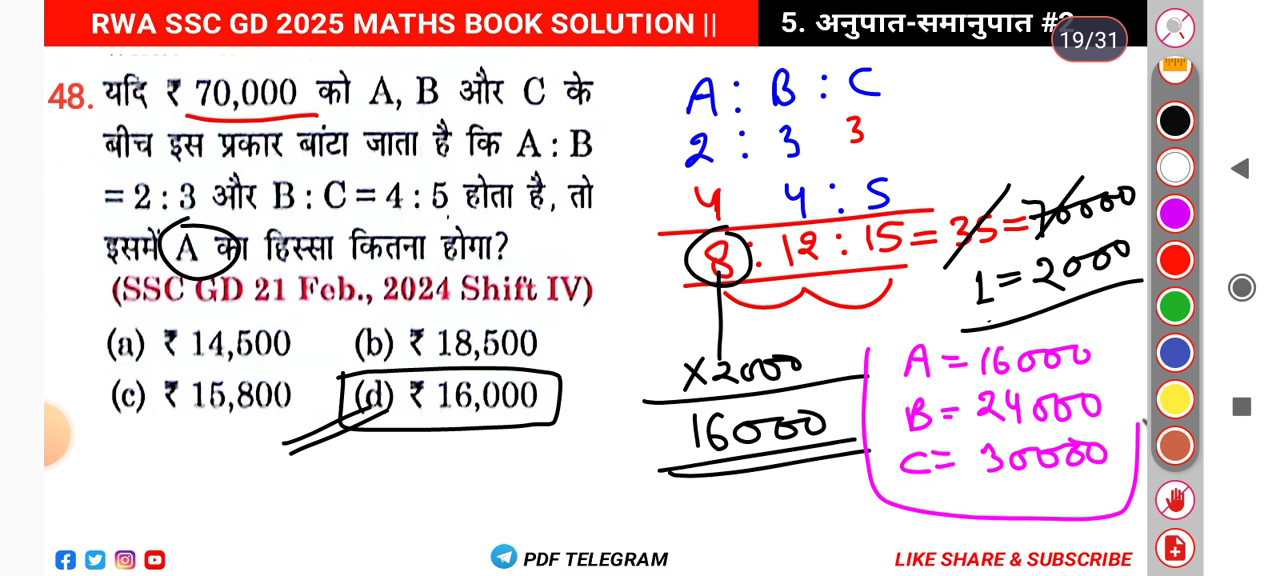 RWA SSC GD 2025 MATHS BOOK SOLUTION ||
5. अनुपात-समानुपात #2
19/31
48. यदि ₹ 70,000 को A, B और C के
बीच इस प्रकार बांटा जाता है कि A : B
= 2 : 3 और B : C = 4 : 5 होता है, तो
इसमें A का हिस्सा कितना होगा?
(SSC GD 21 Feb., 2024 Shift IV)
(a) ₹ 14,500 (b) ₹ 18,500
(c) ₹ 15,800 (d) ₹ 16,000
A : B : C
2 : 3 3
4 4 : 5
8 : 12 : 15 = 35 = 70000
1 = 2000
×2000
16000
A = 16000
B = 24000
C = 30000
PDF TELEGRAM
LIKE SHARE & SUBSCRIBE